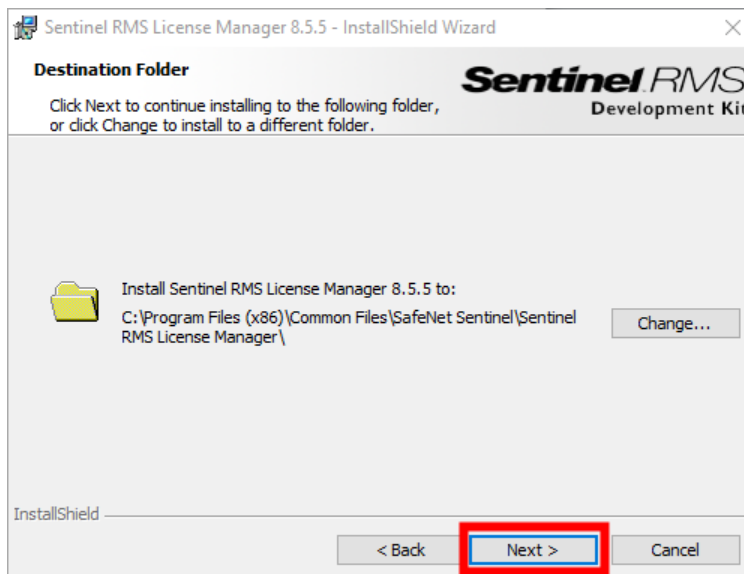 Sentinel RMS License Manager 8.5.5 - InstallShield Wizard
Destination Folder
Click Next to continue installing to the following folder,
or click Change to install to a different folder.
Sentinel RMS
Development Kit
Install Sentinel RMS License Manager 8.5.5 to:
C:\Program Files (x86)\Common Files\SafeNet Sentinel\Sentinel
RMS License Manager\
Change...
InstallShield
< Back
Next >
Cancel